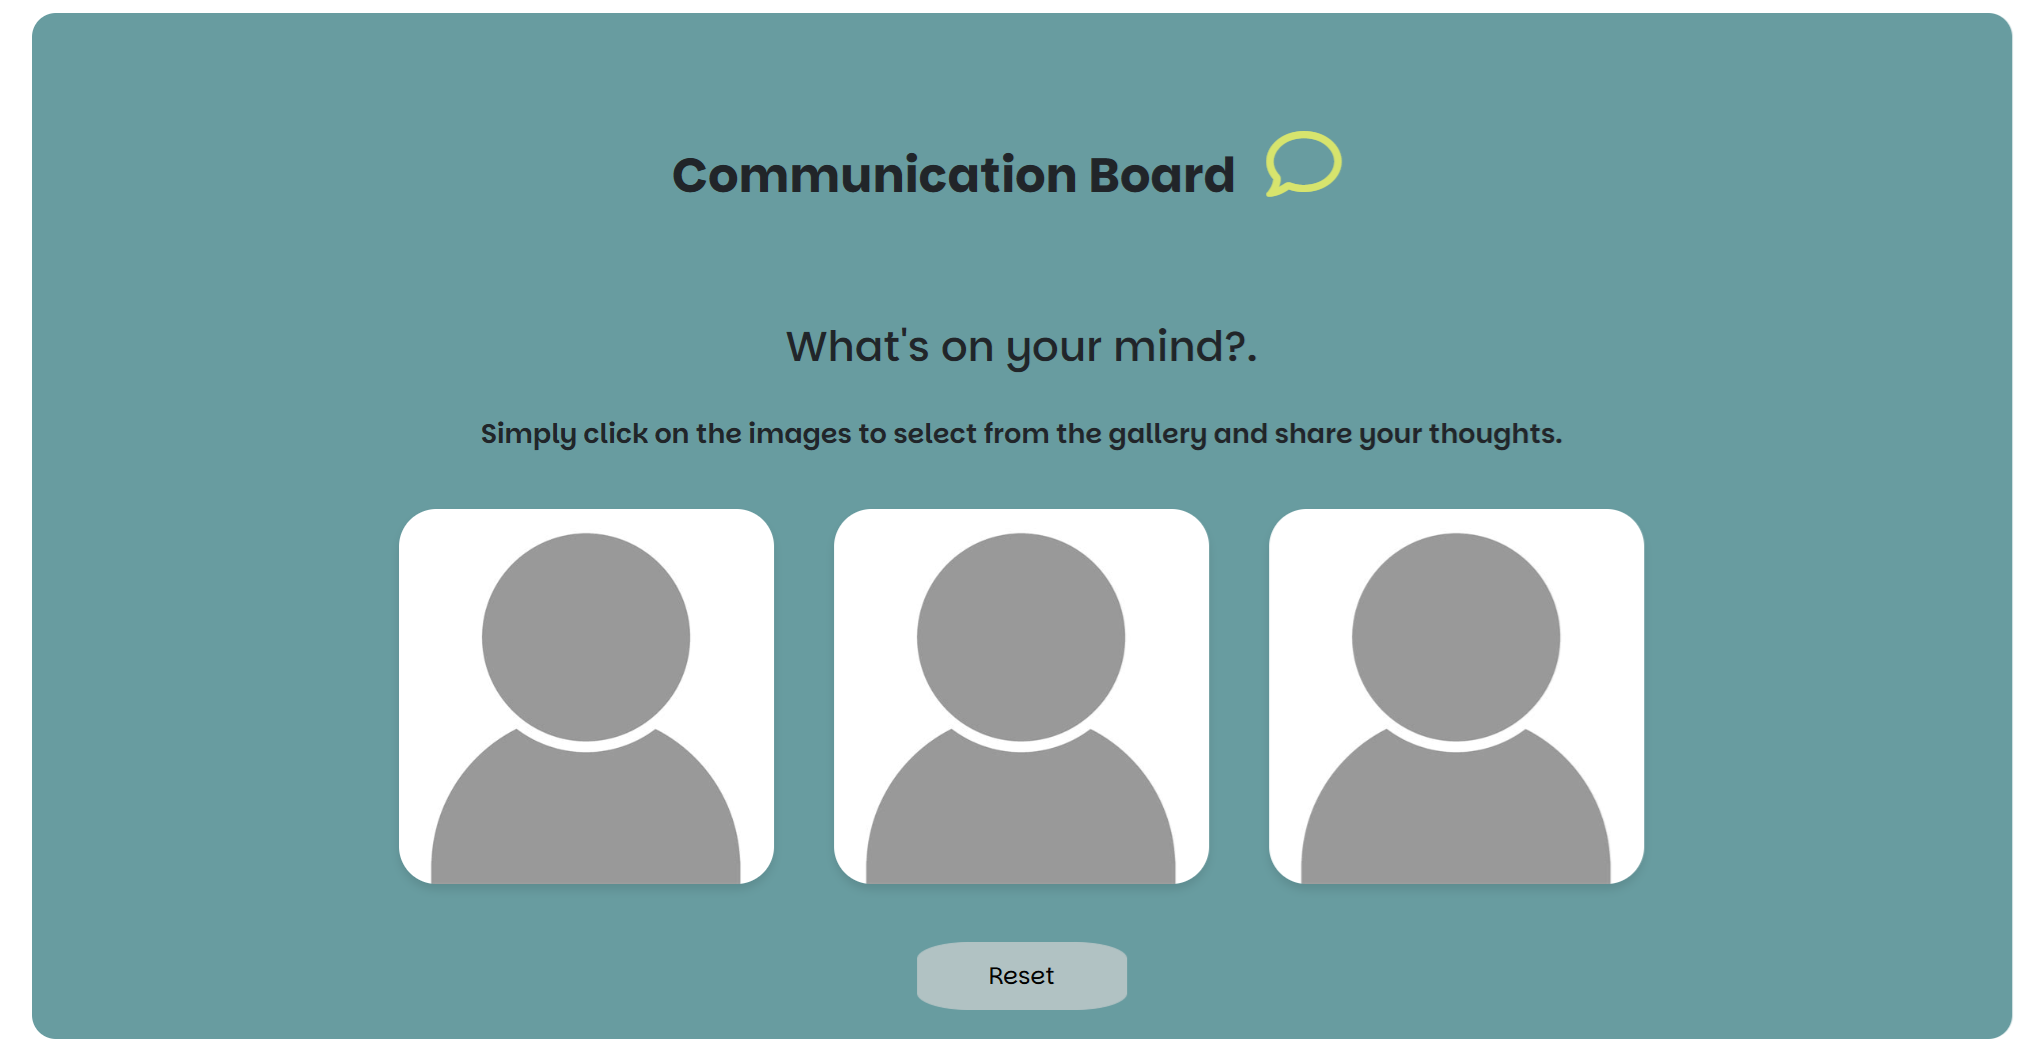 Communication Board
What's on your mind?.
Simply click on the images to select from the gallery and share your thoughts.
Reset